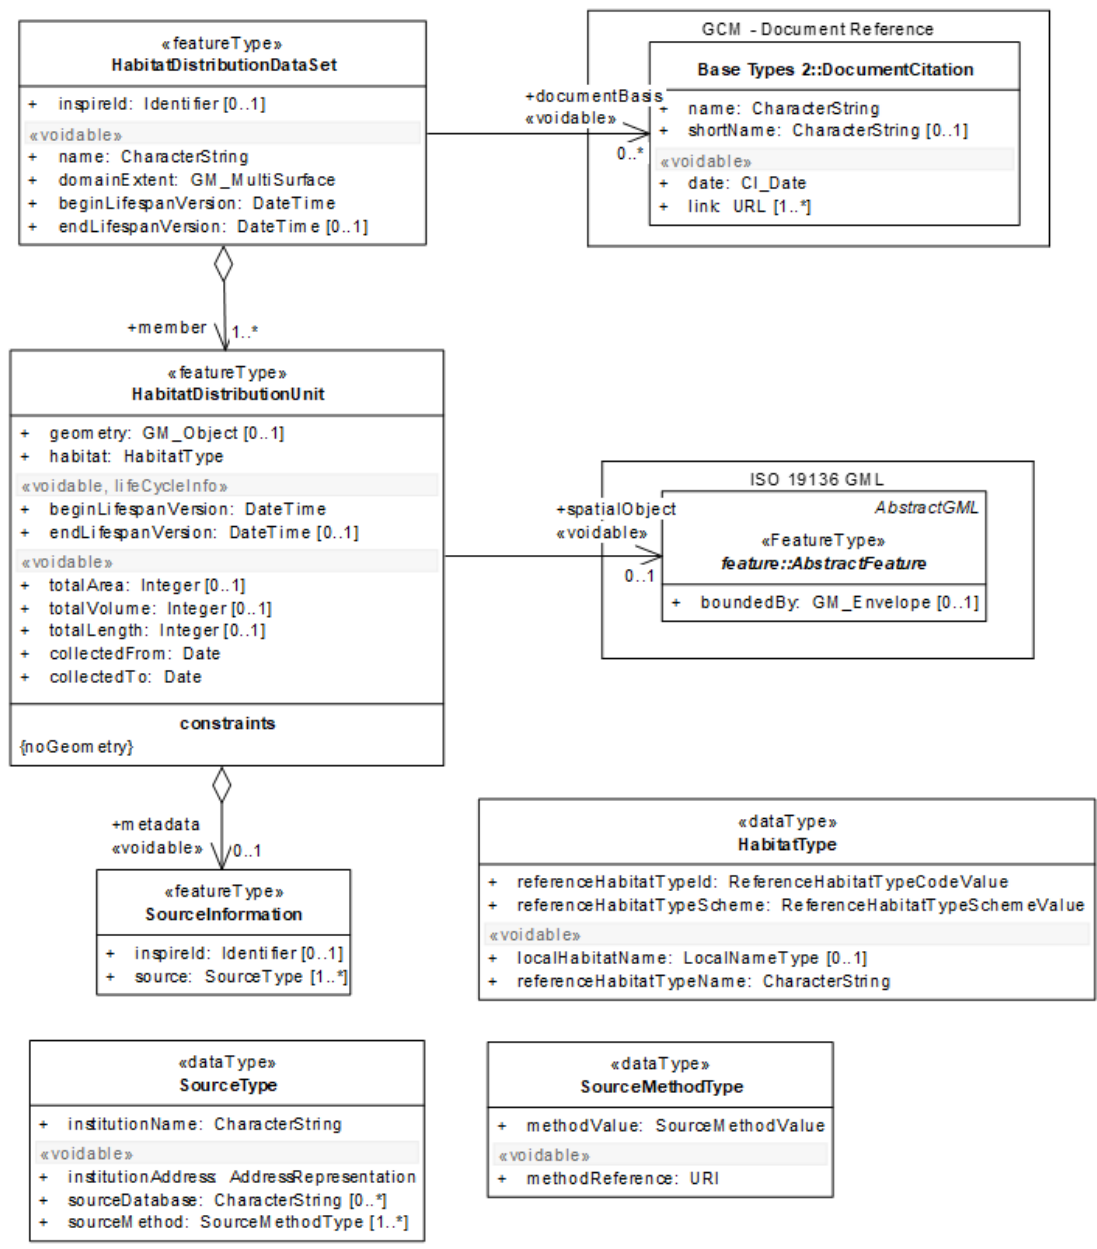 «featureType»
HabitatDistributionDataSet
+ inspireId: Identifier [0..1]
«voidable»
+ name: CharacterString
+ domainExtent: GM_MultiSurface
+ beginLifespanVersion: DateTime
+ endLifespanVersion: DateTime [0..1]
+documentBasis
«voidable»
0..*
GCM - Document Reference
Base Types 2::DocumentCitation
+ name: CharacterString
+ shortName: CharacterString [0..1]
«voidable»
+ date: CI_Date
+ link: URL [1..*]
+member
1..*
«featureType»
HabitatDistributionUnit
+ geometry: GM_Object [0..1]
+ habitat: HabitatType
«voidable, lifeCycleInfo»
+ beginLifespanVersion: DateTime
+ endLifespanVersion: DateTime [0..1]
«voidable»
+ totalArea: Integer [0..1]
+ totalVolume: Integer [0..1]
+ totalLength: Integer [0..1]
+ collectedFrom: Date
+ collectedTo: Date
constraints
{noGeometry}
+spatialObject
«voidable»
0..1
ISO 19136 GML
AbstractGML
«FeatureType»
feature::AbstractFeature
+ boundedBy: GM_Envelope [0..1]
+metadata
«voidable»
0..1
«featureType»
SourceInformation
+ inspireId: Identifier [0..1]
+ source: SourceType [1..*]
«dataType»
HabitatType
+ referenceHabitatTypeId: ReferenceHabitatTypeCodeValue
+ referenceHabitatTypeScheme: ReferenceHabitatTypeSchemeValue
«voidable»
+ localHabitatName: LocalNameType [0..1]
+ referenceHabitatTypeName: CharacterString
«dataType»
SourceType
+ institutionName: CharacterString
«voidable»
+ institutionAddress: AddressRepresentation
+ sourceDatabase: CharacterString [0..*]
+ sourceMethod: SourceMethodType [1..*]
«dataType»
SourceMethodType
+ methodValue: SourceMethodValue
«voidable»
+ methodReference: URI